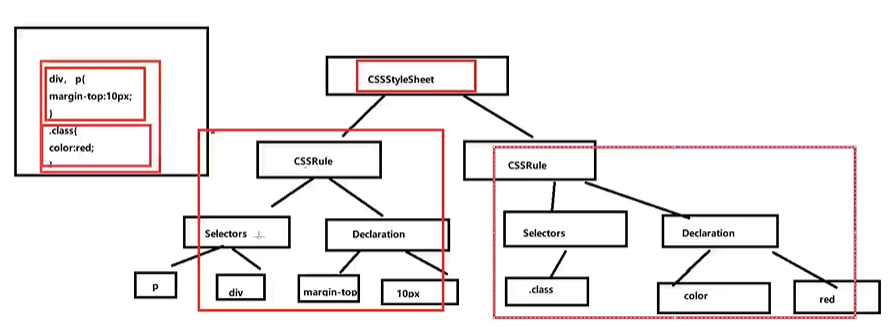 div, p{
margin-top:10px;
}
.class{
color:red;
}
CSSStyleSheet
CSSRule
CSSRule
Selectors
Declaration
Selectors
Declaration
p
div
margin-top
10px
.class
color
red